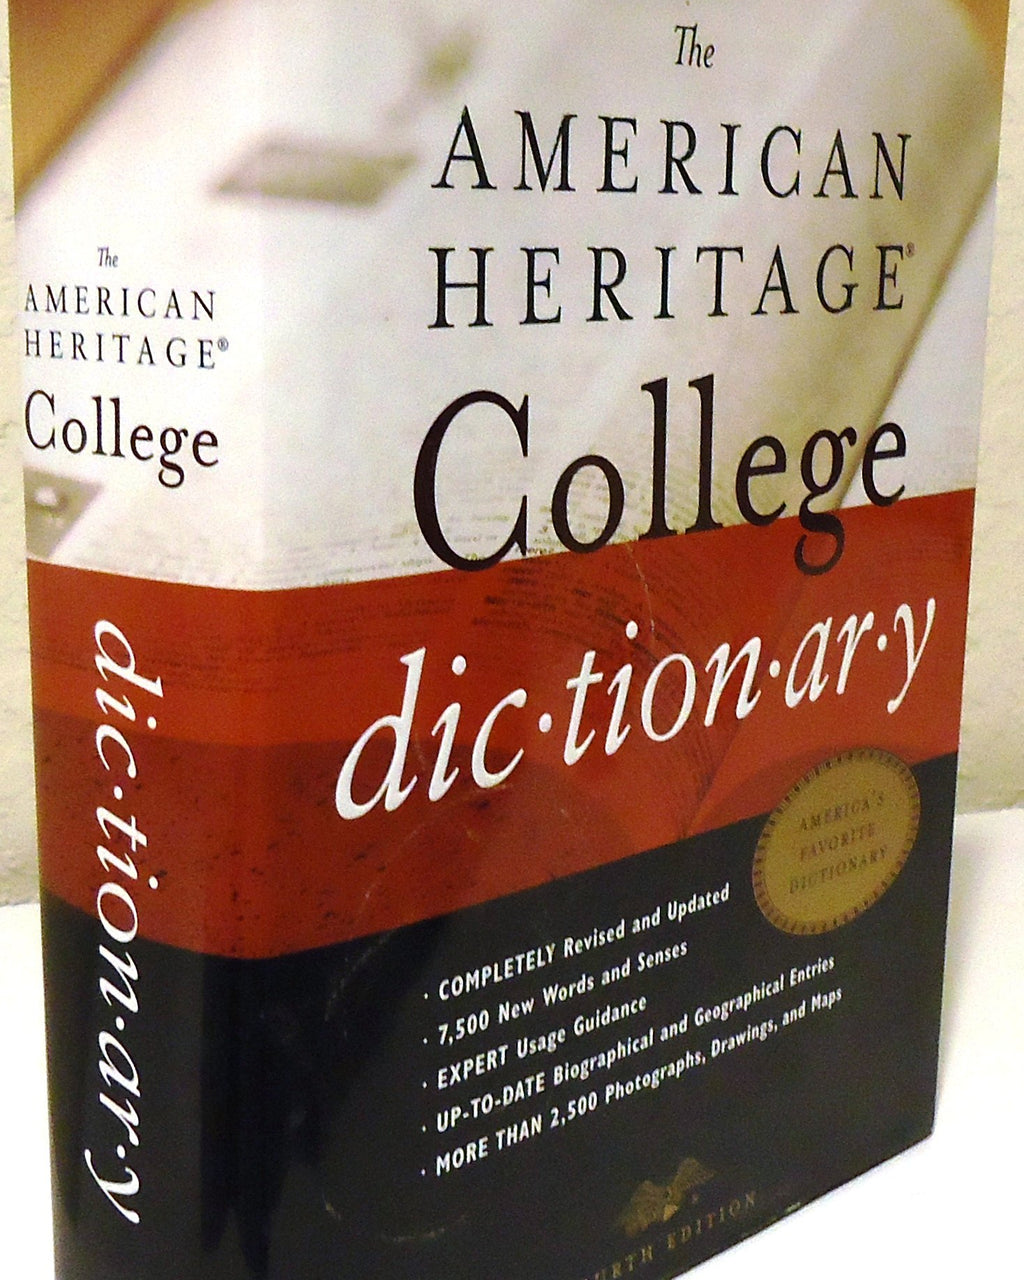 The
AMERICAN
HERITAGE®
College
dic·tion·ar·y
The
AMERICAN
HERITAGE®
College
dic·tion·ar·y
AMERICA'S
FAVORITE
DICTIONARY
· COMPLETELY Revised and Updated
· 7,500 New Words and Senses
· EXPERT Usage Guidance
· UP-TO-DATE Biographical and Geographical Entries
· MORE THAN 2,500 Photographs, Drawings, and Maps
EDITION